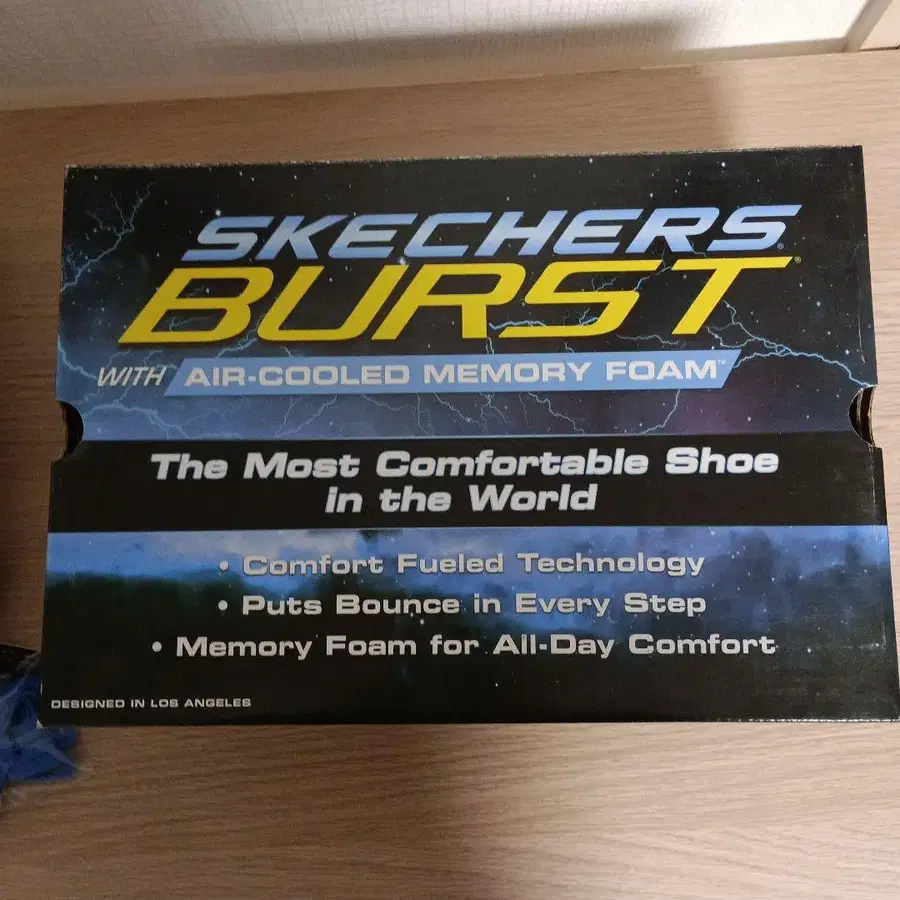 SKECHERS®
BURST®
WITH AIR-COOLED MEMORY FOAM™
The Most Comfortable Shoe
in the World
• Comfort Fueled Technology
• Puts Bounce in Every Step
• Memory Foam for All-Day Comfort
DESIGNED IN LOS ANGELES